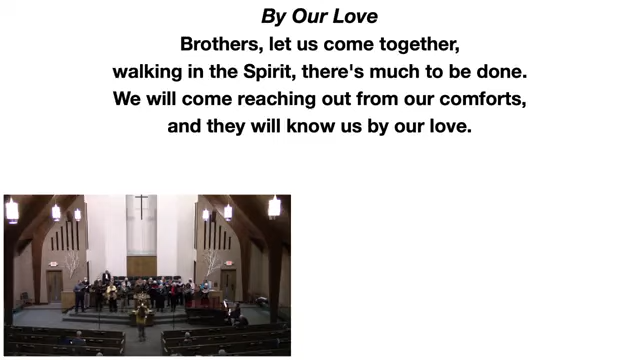 By Our Love
Brothers, let us come together,
walking in the Spirit, there's much to be done.
We will come reaching out from our comforts,
and they will know us by our love.